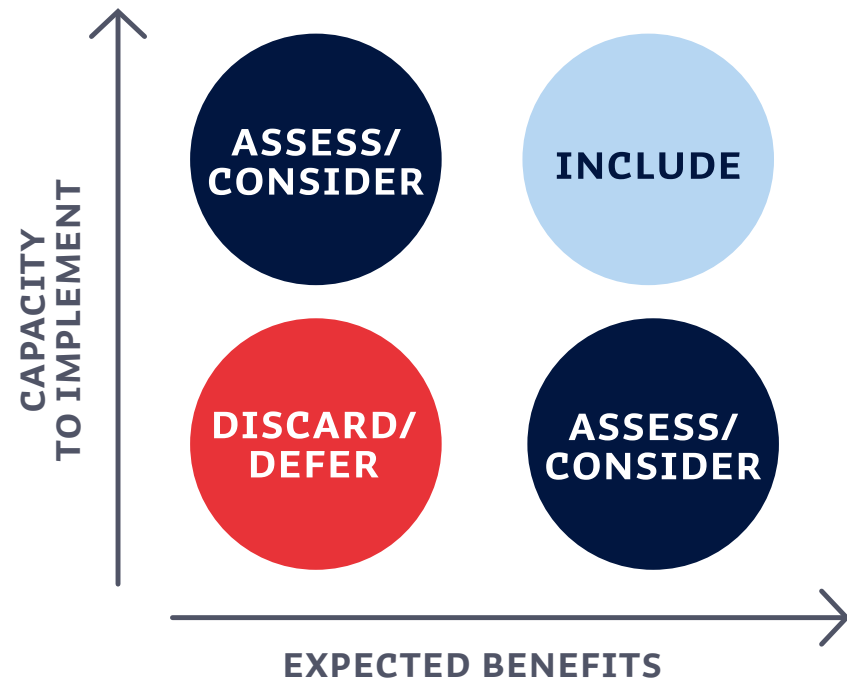 CAPACITY
TO IMPLEMENT
ASSESS/
CONSIDER
INCLUDE
DISCARD/
DEFER
ASSESS/
CONSIDER
EXPECTED BENEFITS